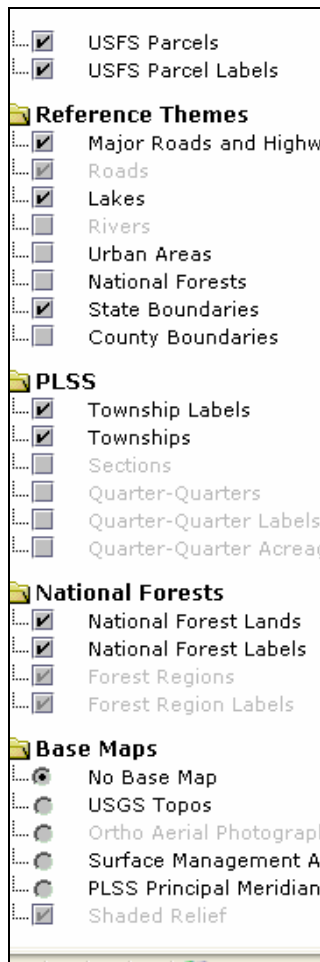 USFS Parcels
USFS Parcel Labels
Reference Themes
Major Roads and Highw
Roads
Lakes
Rivers
Urban Areas
National Forests
State Boundaries
County Boundaries
PLSS
Township Labels
Townships
Sections
Quarter-Quarters
Quarter-Quarter Labels
Quarter-Quarter Acreag
National Forests
National Forest Lands
National Forest Labels
Forest Regions
Forest Region Labels
Base Maps
No Base Map
USGS Topos
Ortho Aerial Photograph
Surface Management A
PLSS Principal Meridian
Shaded Relief